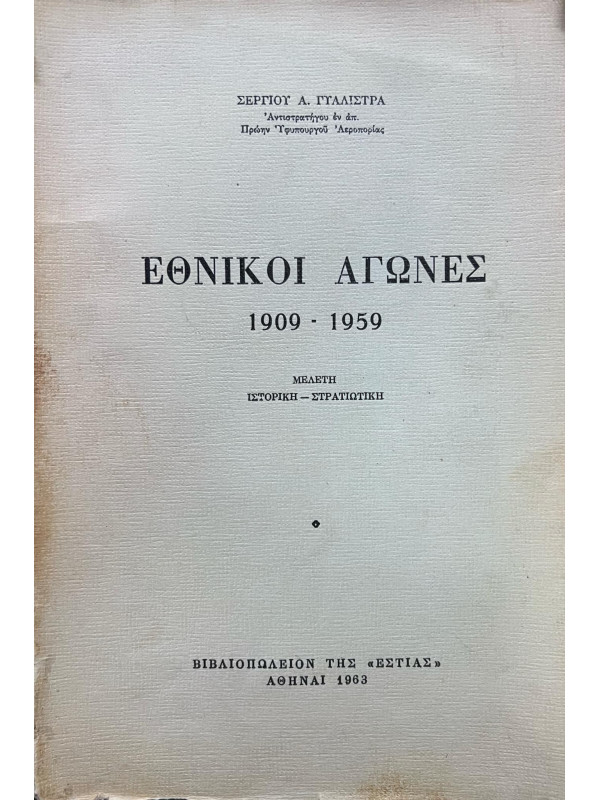 ΣΕΡΓΙΟΥ Α. ΓΥΑΛΙΣΤΡΑ
Ἀντιστρατήγου ἐν ἀπ.
Πρώην Ὑφυπουργοῦ Ἀεροπορίας
ΕΘΝΙΚΟΙ ΑΓΩΝΕΣ
1909 - 1959
ΜΕΛΕΤΗ
ΙΣΤΟΡΙΚΗ — ΣΤΡΑΤΙΩΤΙΚΗ
ΒΙΒΛΙΟΠΩΛΕΙΟΝ ΤΗΣ «ΕΣΤΙΑΣ»
ΑΘΗΝΑΙ 1963